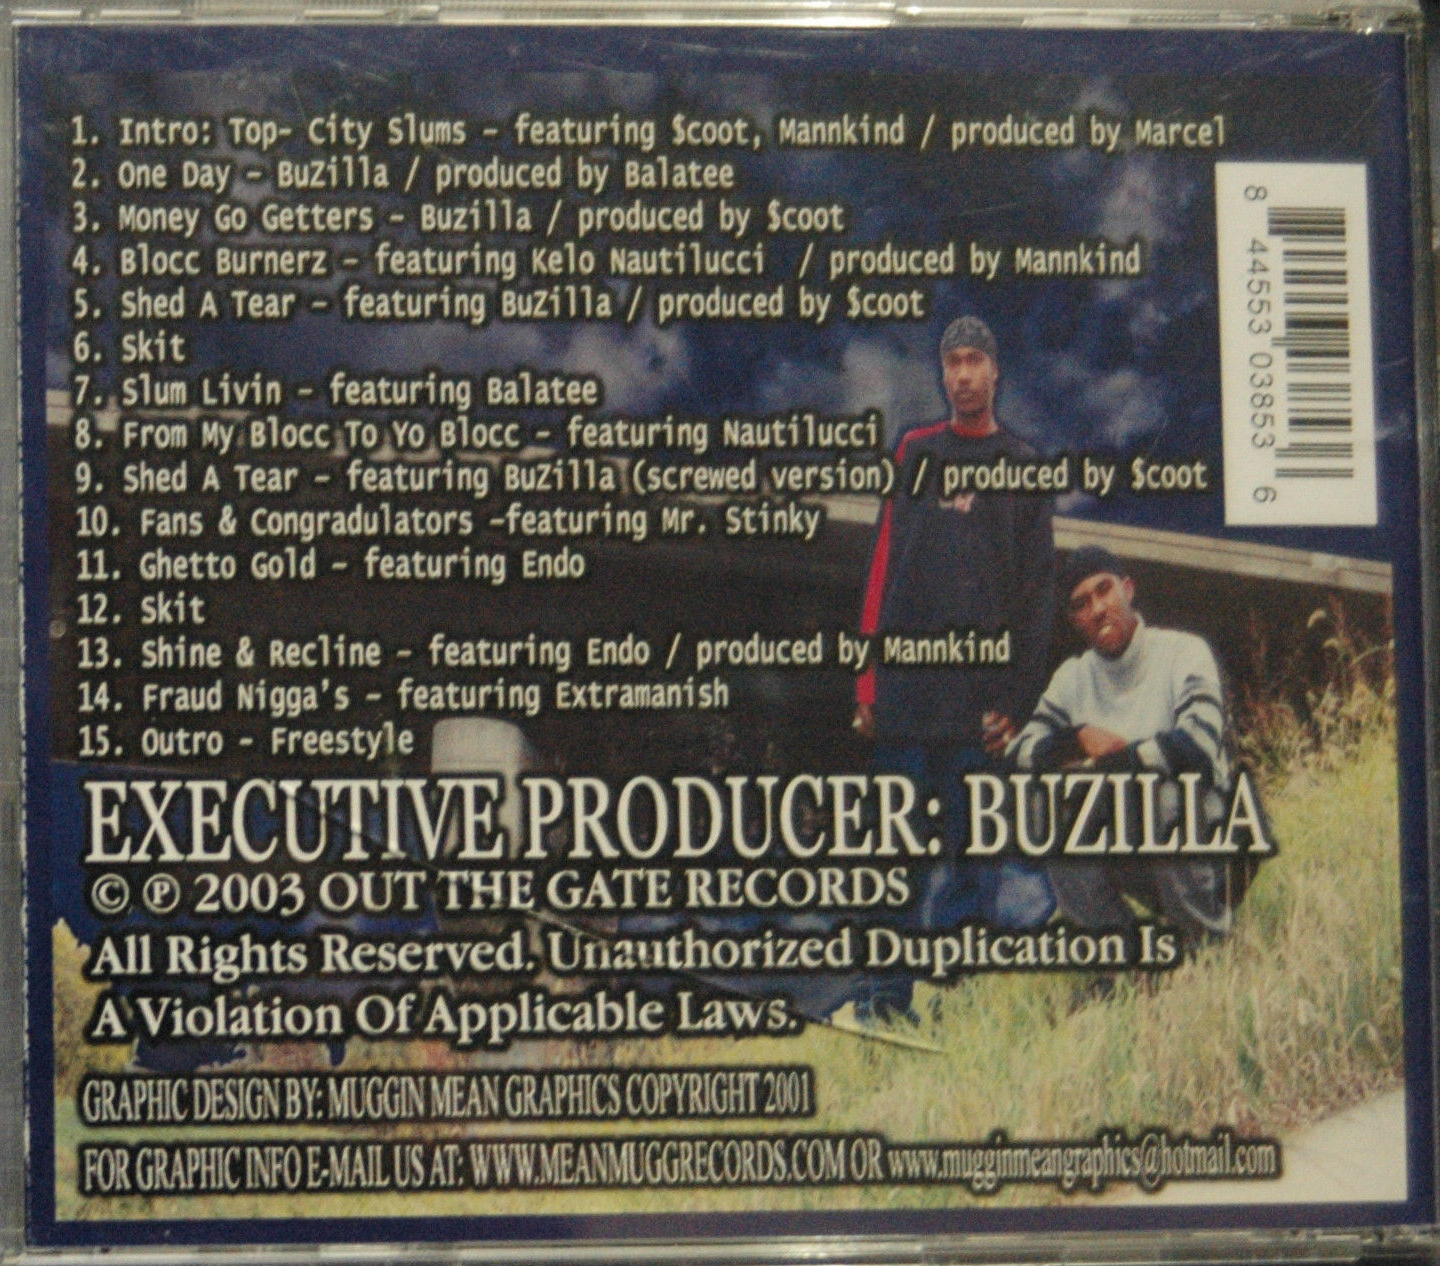 1. Intro: Top- City Slums - featuring $coot, Mannkind / produced by Marcel
2. One Day - BuZilla / produced by Balatee
3. Money Go Getters - Buzilla / produced by $coot
4. Blocc Burnerz - featuring Kelo Nautilucci / produced by Mannkind
5. Shed A Tear - featuring BuZilla / produced by $coot
6. Skit
7. Slum Livin - featuring Balatee
8. From My Blocc To Yo Blocc - featuring Nautilucci
9. Shed A Tear - featuring BuZilla (screwed version) / produced by $coot
10. Fans & Congradulators -featuring Mr. Stinky
11. Ghetto Gold - featuring Endo
12. Skit
13. Shine & Recline - featuring Endo / produced by Mannkind
14. Fraud Nigga's - featuring Extramanish
15. Outro - Freestyle
8 44553 03853 6
EXECUTIVE PRODUCER: BUZILLA
© ℗ 2003 OUT THE GATE RECORDS
All Rights Reserved. Unauthorized Duplication Is
A Violation Of Applicable Laws.
GRAPHIC DESIGN BY: MUGGIN MEAN GRAPHICS COPYRIGHT 2001
FOR GRAPHIC INFO E-MAIL US AT: WWW.MEANMUGGRECORDS.COM OR www.mugginmeangraphics@hotmail.com